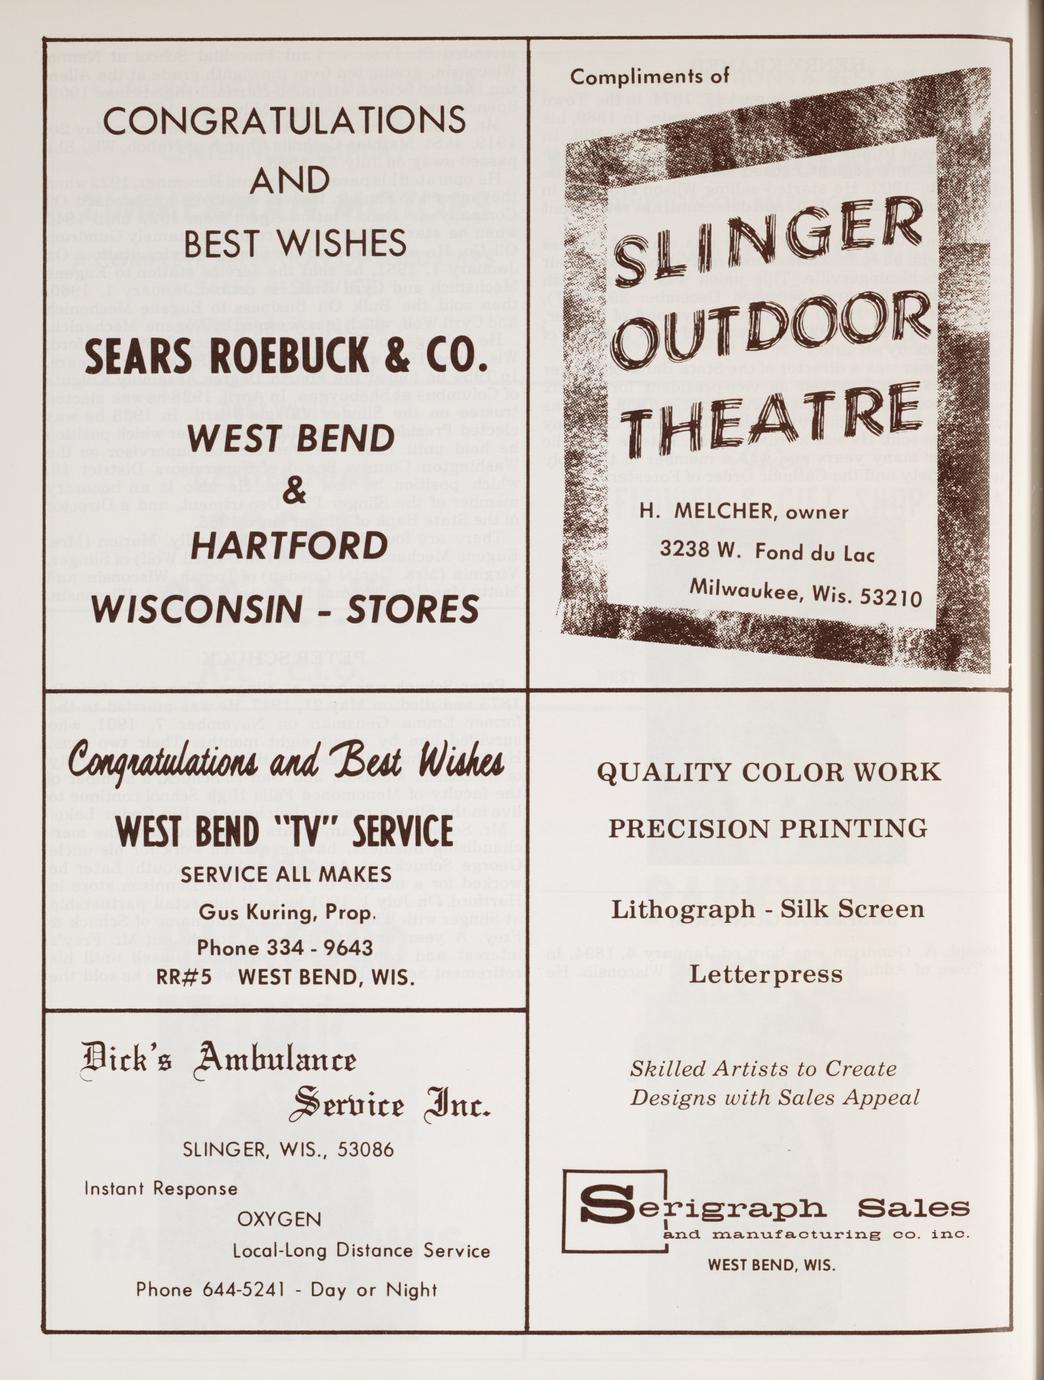 CONGRATULATIONS
AND
BEST WISHES
SEARS ROEBUCK & CO.
WEST BEND
&
HARTFORD
WISCONSIN - STORES
Compliments of
SLINGER
OUTDOOR
THEATRE
H. MELCHER, owner
3238 W. Fond du Lac
Milwaukee, Wis. 53210
Congratulations and Best Wishes
WEST BEND "TV" SERVICE
SERVICE ALL MAKES
Gus Kuring, Prop.
Phone 334 - 9643
RR#5 WEST BEND, WIS.
Dick's Ambulance
Service Inc.
SLINGER, WIS., 53086
Instant Response
OXYGEN
Local-Long Distance Service
Phone 644-5241 - Day or Night
QUALITY COLOR WORK
PRECISION PRINTING
Lithograph - Silk Screen
Letterpress
Skilled Artists to Create
Designs with Sales Appeal
Serigraph Sales
and manufacturing co. inc.
WEST BEND, WIS.